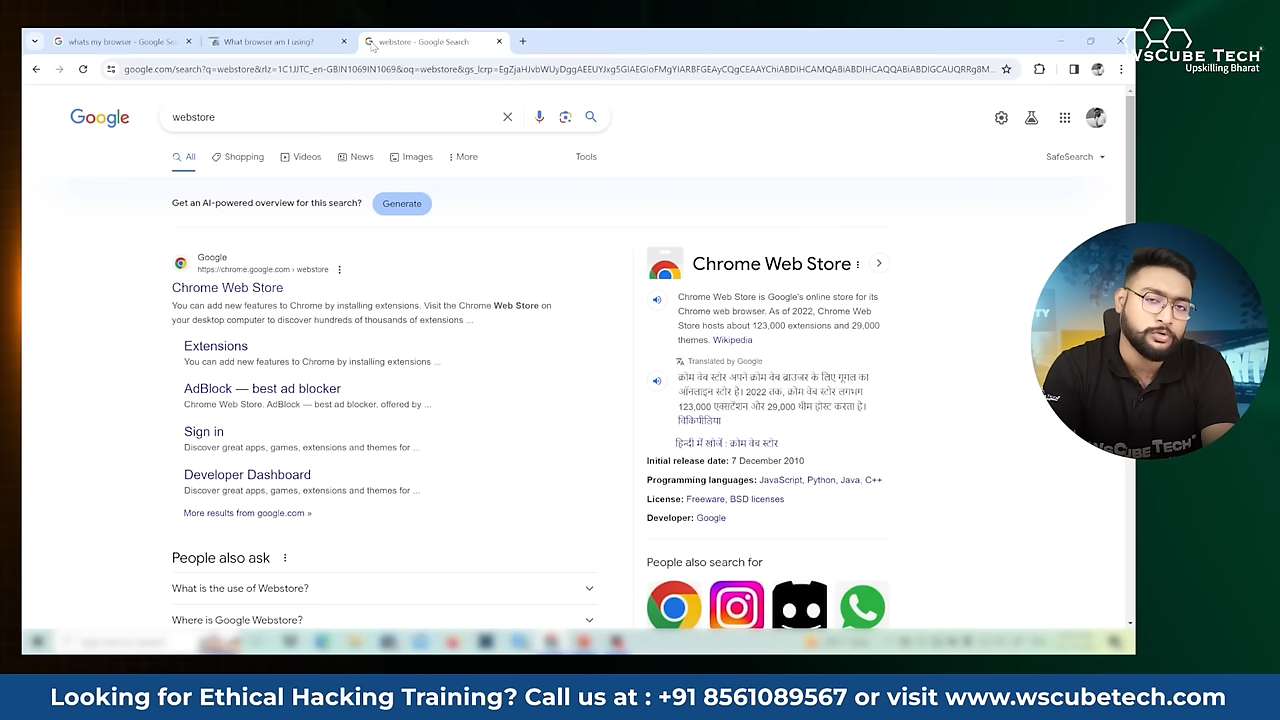 whats my browser - Google Sea
What browser am I using?
webstore - Google Search
WsCube Tech
Upskilling Bharat
google.com/search?q=webstore&rlz=1C1JJTC_en-GBIN1069IN1069&oq=webstore&gs_lcrp=
Google
webstore
All
Shopping
Videos
News
Images
More
Tools
SafeSearch
Get an AI-powered overview for this search?
Generate
Google
https://chrome.google.com › webstore
Chrome Web Store
You can add new features to Chrome by installing extensions. Visit the Chrome Web Store on
your desktop computer to discover hundreds of thousands of extensions ...
Extensions
You can add new features to Chrome by installing extensions ...
AdBlock — best ad blocker
Chrome Web Store. AdBlock — best ad blocker. offered by ...
Sign in
Discover great apps, games, extensions and themes for ...
Developer Dashboard
Discover great apps, games, extensions and themes for ...
More results from google.com »
People also ask
What is the use of Webstore?
Where is Google Webstore?
Chrome Web Store
Chrome Web Store is Google's online store for its
Chrome web browser. As of 2022, Chrome Web
Store hosts about 123,000 extensions and 29,000
themes. Wikipedia
Translated by Google
क्रोम वेब स्टोर अपने क्रोम वेब ब्राउजर के लिए गूगल का
ऑनलाइन स्टोर है। 2022 तक, क्रोम वेब स्टोर लगभग
123,000 एक्सटेंशन और 29,000 थीम होस्ट करता है।
विकिपीडिया
हिन्दी में खोजें : क्रोम वेब स्टोर
Initial release date: 7 December 2010
Programming languages: JavaScript, Python, Java, C++
License: Freeware, BSD licenses
Developer: Google
People also search for
WsCube Tech
Looking for Ethical Hacking Training? Call us at : +91 8561089567 or visit www.wscubetech.com